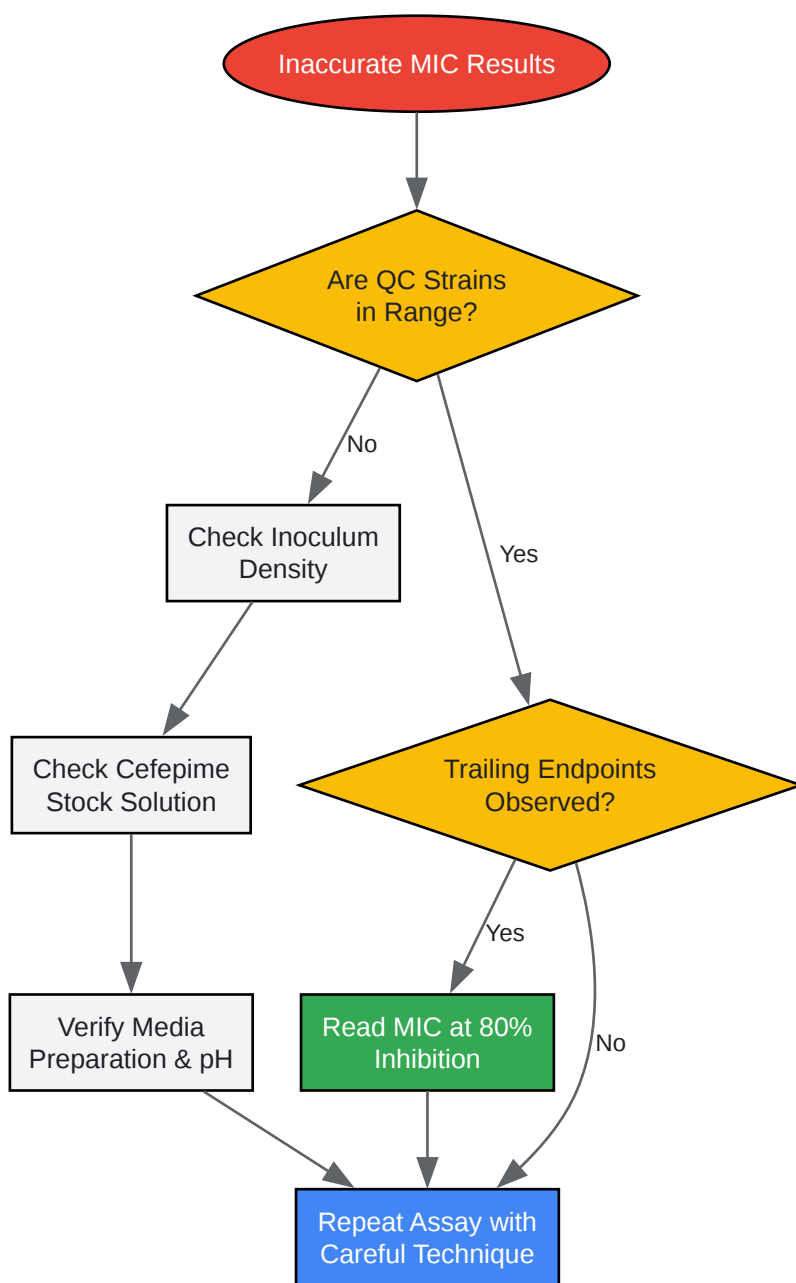 Inaccurate MIC Results
Are QC Strains
in Range?
No
Check Inoculum
Density
Yes
Check Cefepime
Stock Solution
Trailing Endpoints
Observed?
Yes
Verify Media
Preparation & pH
Read MIC at 80%
Inhibition
No
Repeat Assay with
Careful Technique